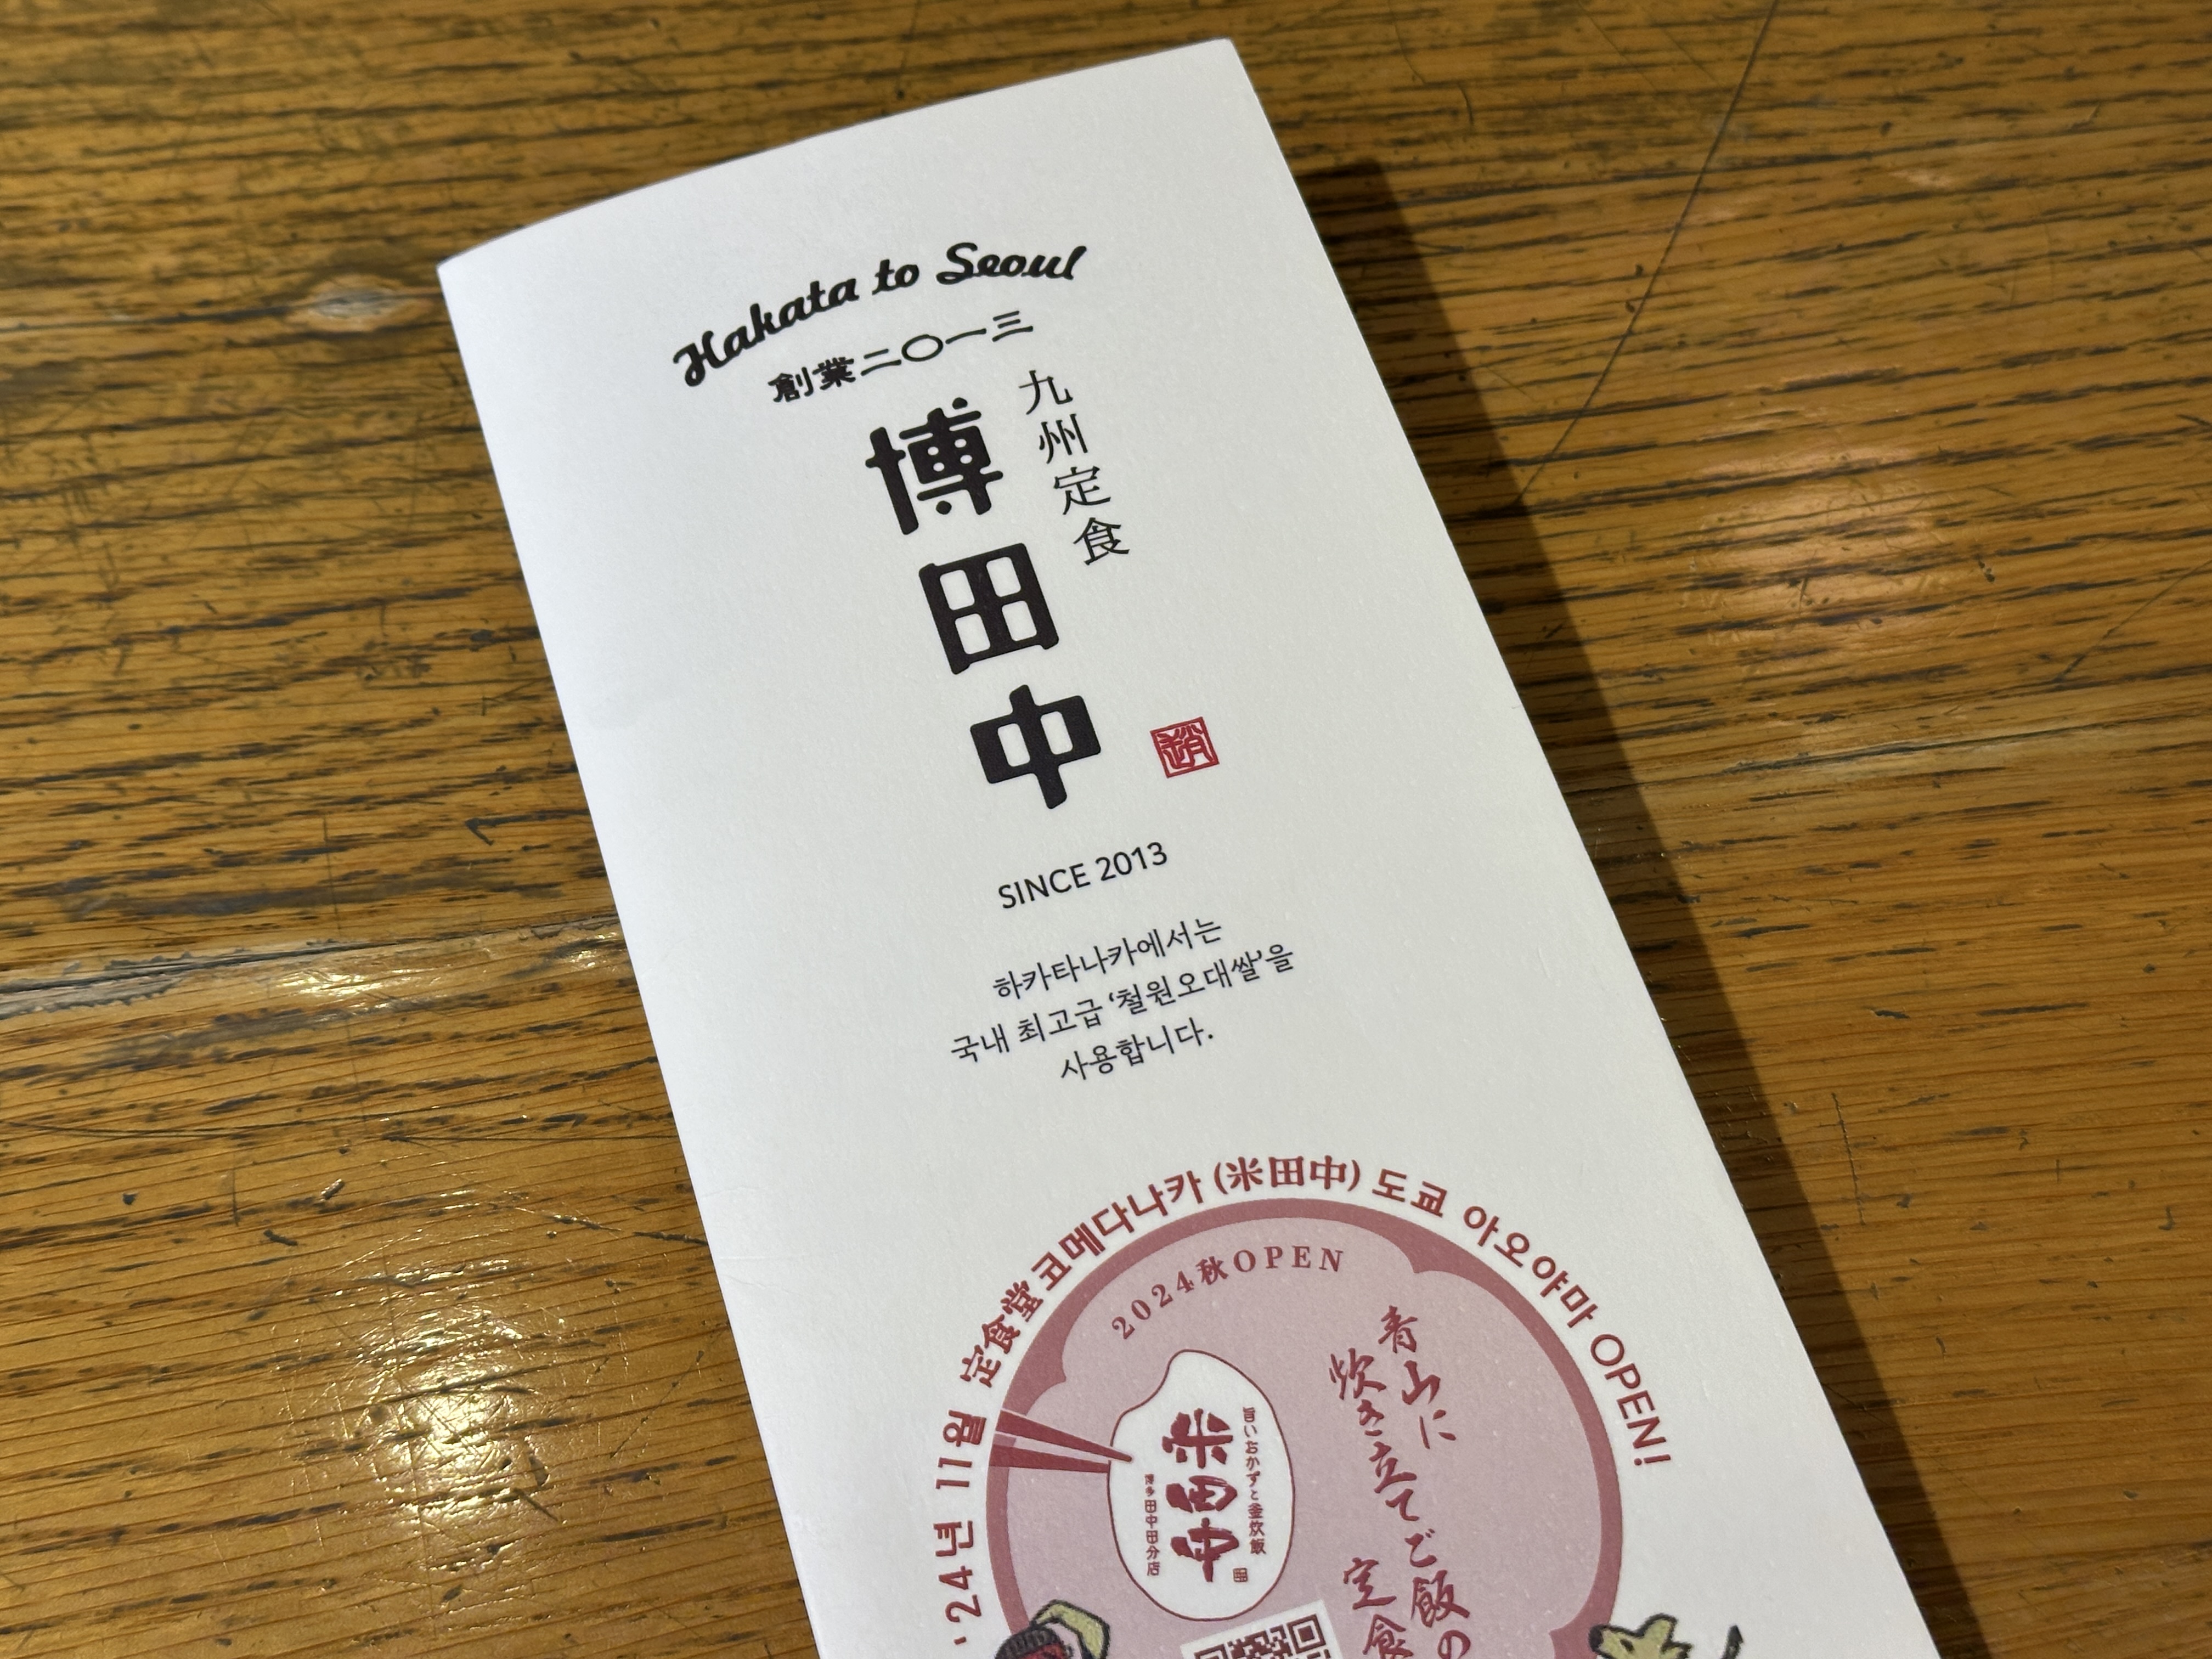 Hakata to Seoul
創業二〇一三
九州定食
博田中
趙
SINCE 2013
하카타나카에서는
국내 최고급 ‘철원오대쌀’을
사용합니다.
'24년 11월 定食堂 코메다나카 (米田中) 도쿄 아오야마 OPEN!
2024秋OPEN
青山に
炊き立てご飯の
定食
旨いおかずと釜炊飯
米田中
博多田中田分店